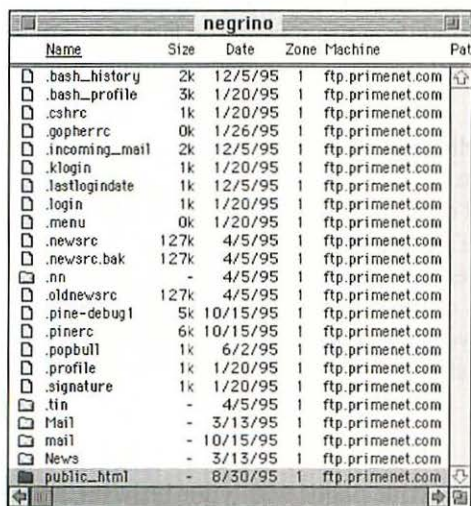 negrino
Name Size Date Zone Machine Pat
.bash_history 2k 12/5/95 1 ftp.primenet.com
.bash_profile 3k 1/20/95 1 ftp.primenet.com
.cshrc 1k 1/20/95 1 ftp.primenet.com
.gopherrc 0k 1/26/95 1 ftp.primenet.com
.incoming_mail 2k 12/5/95 1 ftp.primenet.com
.klogin 1k 1/20/95 1 ftp.primenet.com
.lastlogindate 1k 12/5/95 1 ftp.primenet.com
.login 1k 1/20/95 1 ftp.primenet.com
.menu 0k 1/20/95 1 ftp.primenet.com
.newsrc 127k 4/5/95 1 ftp.primenet.com
.newsrc.bak 127k 4/5/95 1 ftp.primenet.com
.nn - 4/5/95 1 ftp.primenet.com
.oldnewsrc 127k 4/5/95 1 ftp.primenet.com
.pine-debug1 5k 10/15/95 1 ftp.primenet.com
.pinerc 6k 10/15/95 1 ftp.primenet.com
.popbull 1k 6/2/95 1 ftp.primenet.com
.profile 1k 1/20/95 1 ftp.primenet.com
.signature 1k 1/20/95 1 ftp.primenet.com
.tin - 4/5/95 1 ftp.primenet.com
Mail - 3/13/95 1 ftp.primenet.com
mail - 10/15/95 1 ftp.primenet.com
News - 3/13/95 1 ftp.primenet.com
public_html - 8/30/95 1 ftp.primenet.com